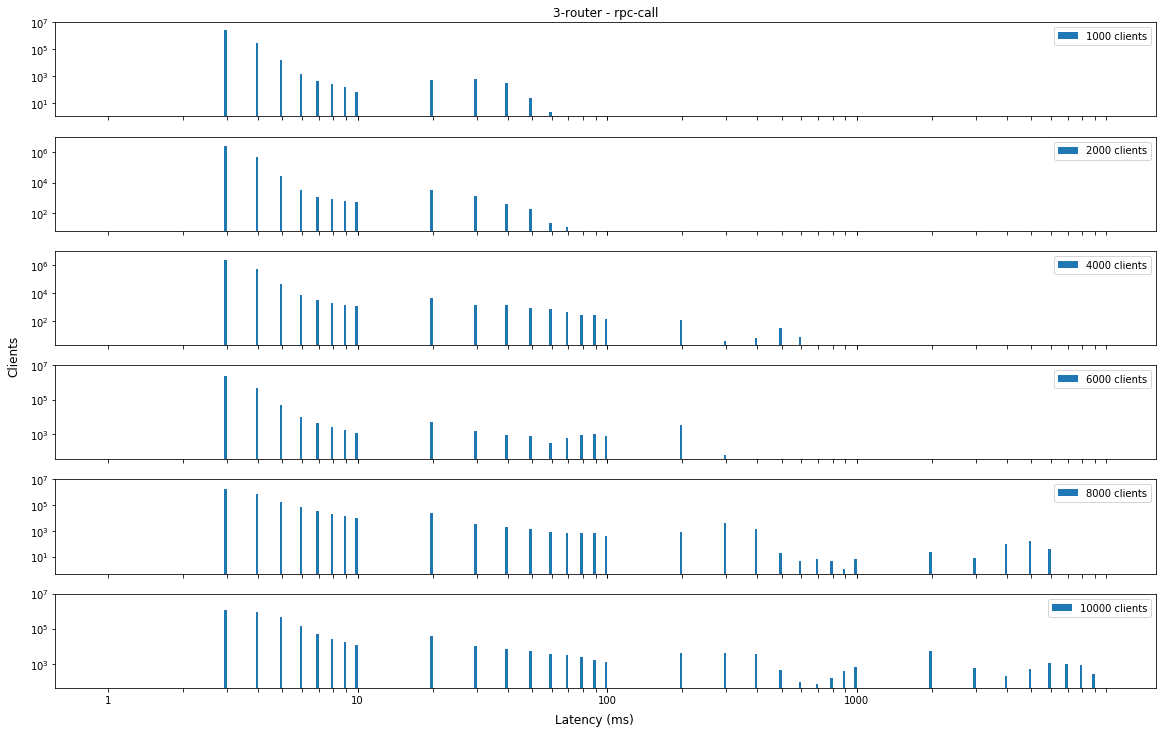 3-router - rpc-call
10^7
10^5
10^3
10^1
1000 clients
10^6
10^4
10^2
2000 clients
10^6
10^4
10^2
4000 clients
Clients
10^7
10^5
10^3
6000 clients
10^7
10^5
10^3
10^1
8000 clients
10^7
10^5
10^3
10000 clients
1 10 100 1000
Latency (ms)